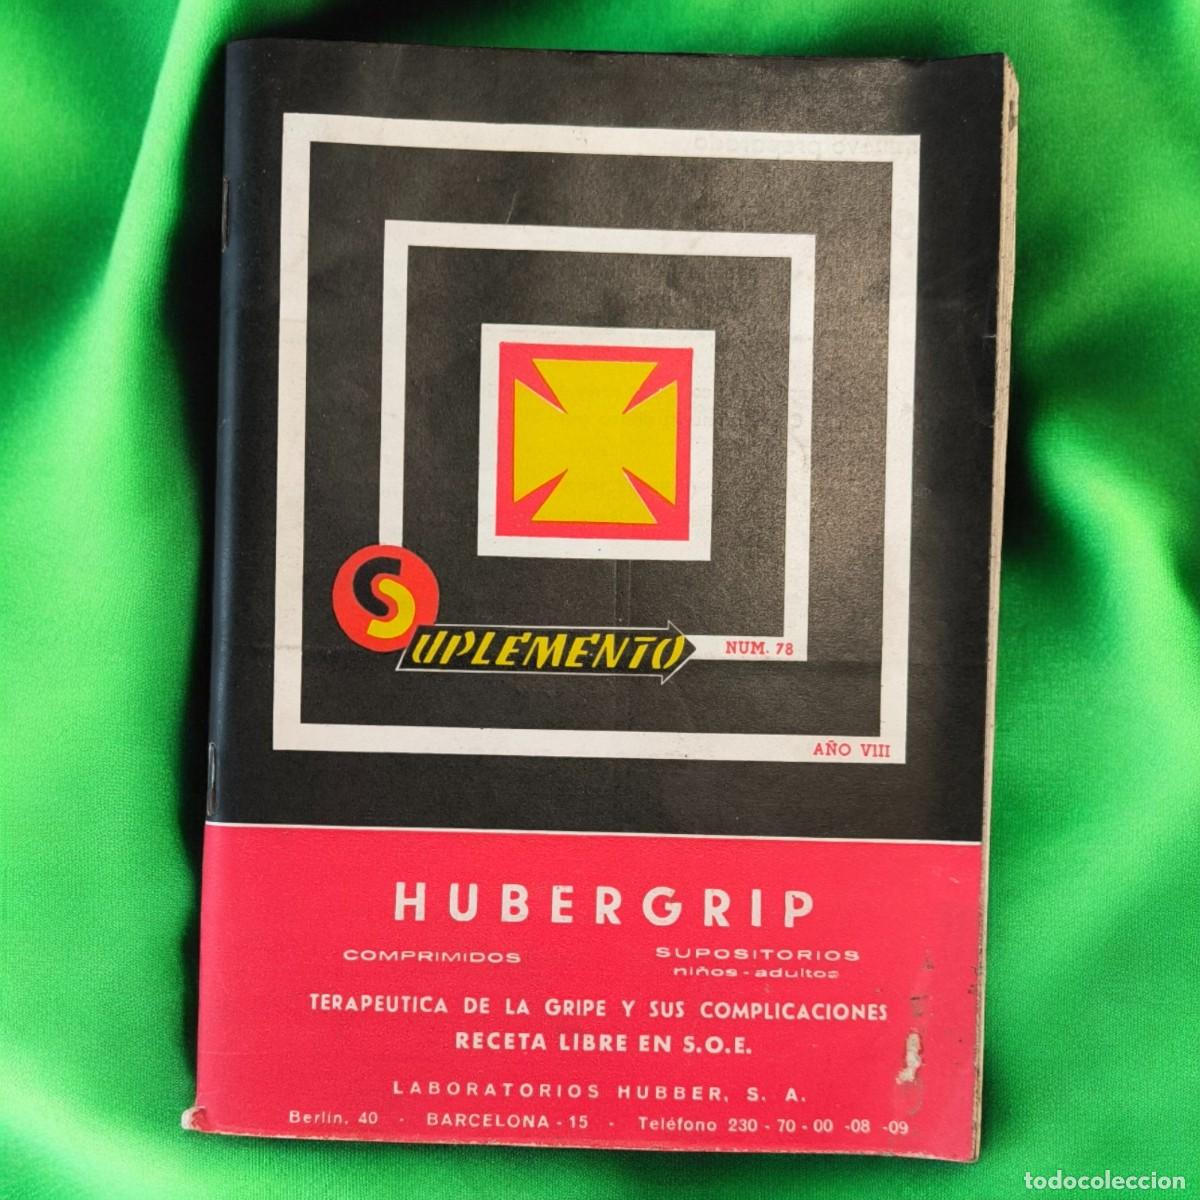 SUPLEMENTO
NUM. 78
AÑO VIII
HUBERGRIP
COMPRIMIDOS SUPOSITORIOS
niños - adultos
TERAPEUTICA DE LA GRIPE Y SUS COMPLICACIONES
RECETA LIBRE EN S.O.E.
LABORATORIOS HUBBER, S. A.
Berlín, 40 - BARCELONA - 15 - Teléfono 230 - 70 - 00 -08 -09
todocoleccion